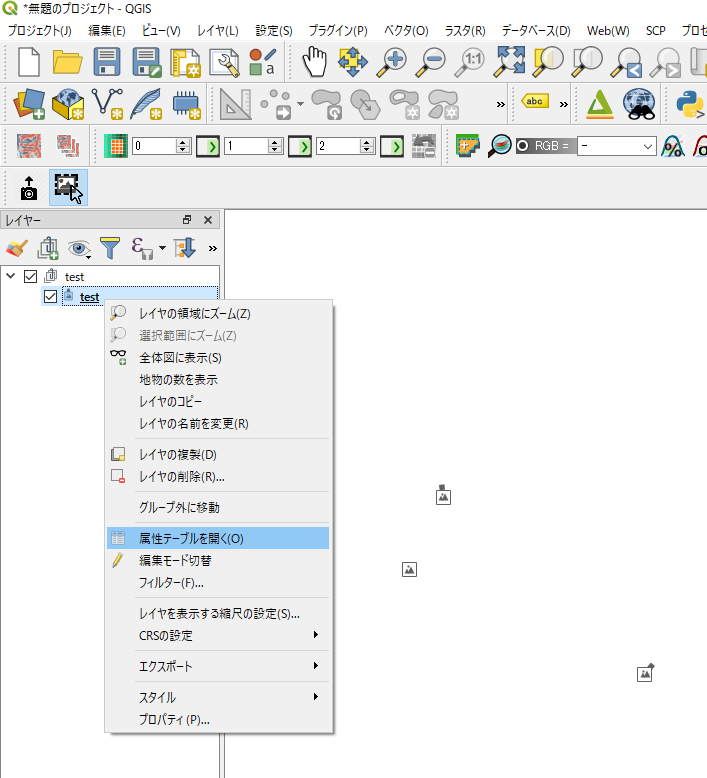 *無題のプロジェクト - QGIS
プロジェクト(J) 編集(E) ビュー(V) レイヤ(L) 設定(S) プラグイン(P) ベクタ(O) ラスタ(R) データベース(D) Web(W) SCP プロセ
1:1
» abc »
0 1 2 RGB = -
レイヤー
ε »
test
test
レイヤの領域にズーム(Z)
選択範囲にズーム(Z)
全体図に表示(S)
地物の数を表示
レイヤのコピー
レイヤの名前を変更(R)
レイヤの複製(D)
レイヤの削除(R)...
グループ外に移動
属性テーブルを開く(O)
編集モード切替
フィルター(F)...
レイヤを表示する縮尺の設定(S)...
CRSの設定
エクスポート
スタイル
プロパティ(P)...